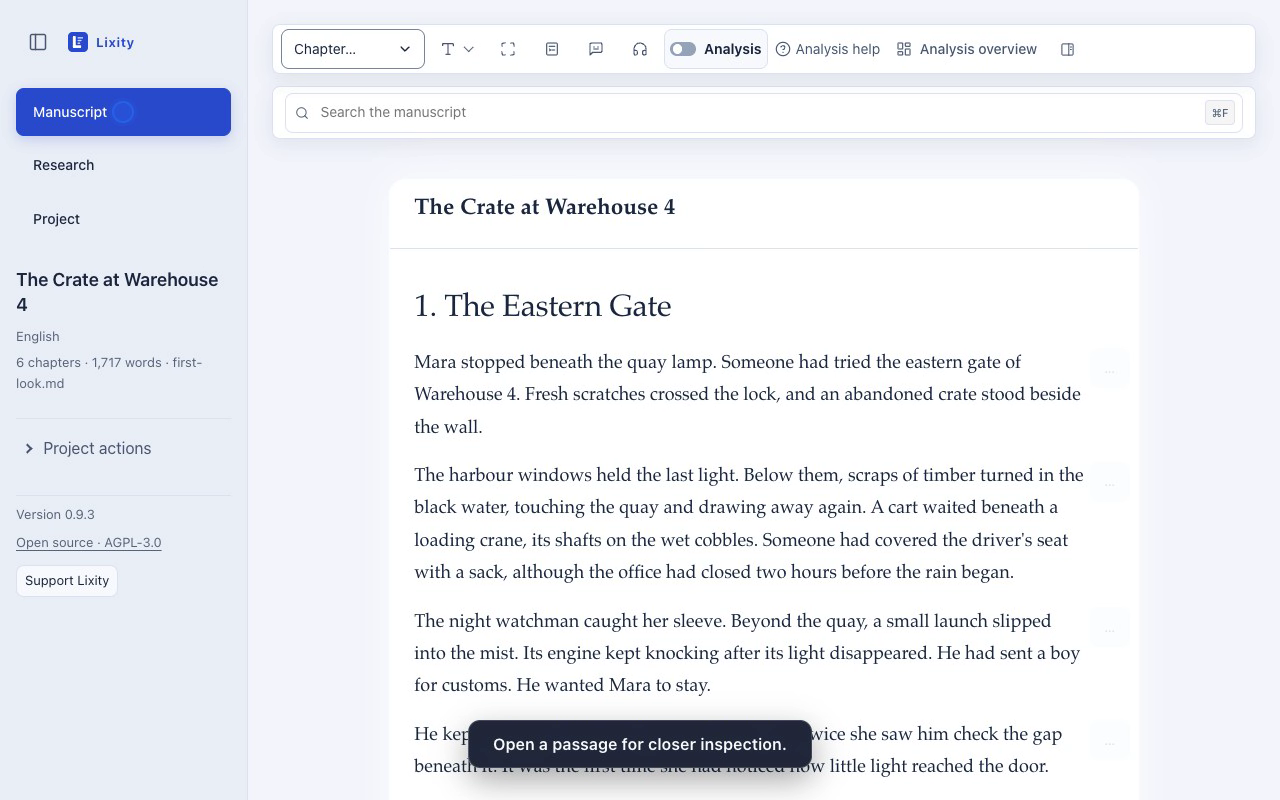 Lixity
Manuscript
Research
Project
The Crate at Warehouse
4
English
6 chapters · 1,717 words · first-
look.md
Project actions
Version 0.9.3
Open source · AGPL-3.0
Support Lixity
Chapter...
Analysis
Analysis help
Analysis overview
Search the manuscript
⌘F
The Crate at Warehouse 4
1. The Eastern Gate
Mara stopped beneath the quay lamp. Someone had tried the eastern gate of
Warehouse 4. Fresh scratches crossed the lock, and an abandoned crate stood beside
the wall.
...
The harbour windows held the last light. Below them, scraps of timber turned in the
black water, touching the quay and drawing away again. A cart waited beneath a
loading crane, its shafts on the wet cobbles. Someone had covered the driver's seat
with a sack, although the office had closed two hours before the rain began.
...
The night watchman caught her sleeve. Beyond the quay, a small launch slipped
into the mist. Its engine kept knocking after its light disappeared. He had sent a boy
for customs. He wanted Mara to stay.
...
He kep wice she saw him check the gap
beneath it. It was the first time she had noticed how little light reached the door.
...
Open a passage for closer inspection.